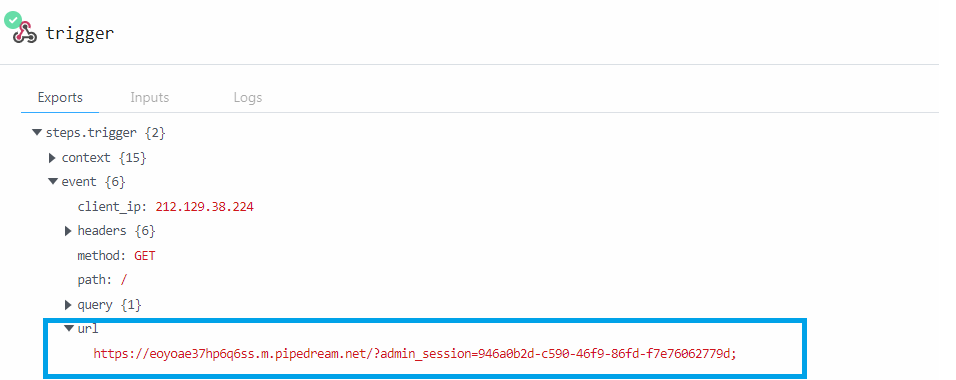 trigger
Exports Inputs Logs
steps.trigger {2}
context {15}
event {6}
client_ip: 212.129.38.224
headers {6}
method: GET
path: /
query {1}
url
https://eoyoae37hp6q6ss.m.pipedream.net/?admin_session=946a0b2d-c590-46f9-86fd-f7e76062779d;